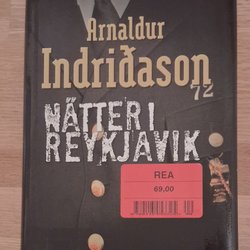 Arnaldur
Indriðason
72
NÄTTER I
REYKJAVIK
REA
69,00